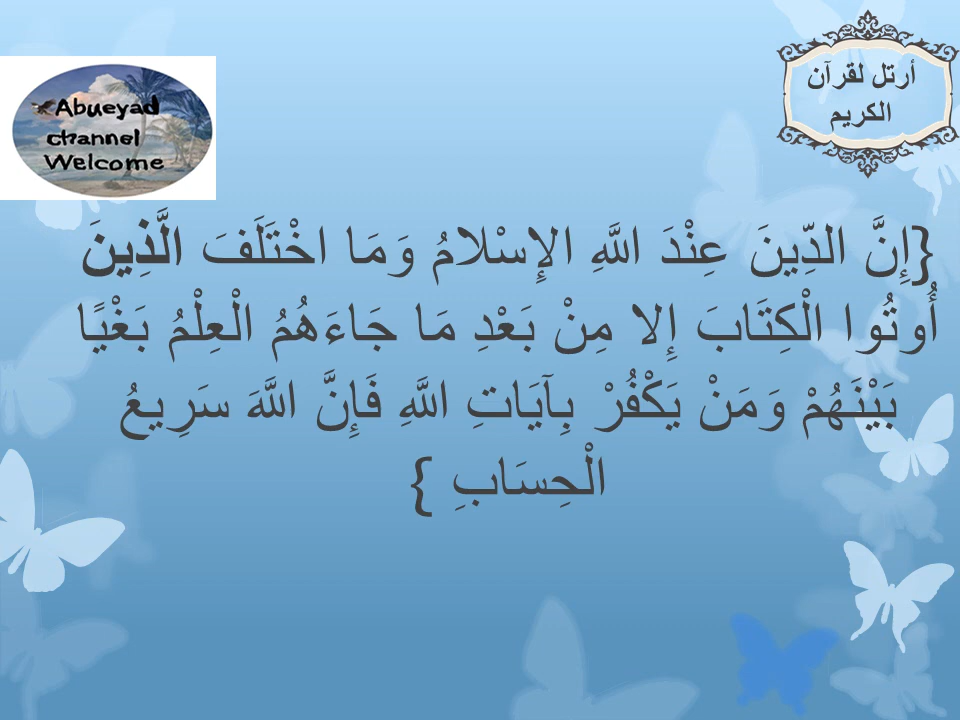 أرتل لقرآن
الكريم
Abueyad
channel
Welcome
{إِنَّ الدِّينَ عِنْدَ اللَّهِ الإِسْلامُ وَمَا اخْتَلَفَ الَّذِينَ
أُوتُوا الْكِتَابَ إِلا مِنْ بَعْدِ مَا جَاءَهُمُ الْعِلْمُ بَغْيًا
بَيْنَهُمْ وَمَنْ يَكْفُرْ بِآيَاتِ اللَّهِ فَإِنَّ اللَّهَ سَرِيعُ
الْحِسَابِ }